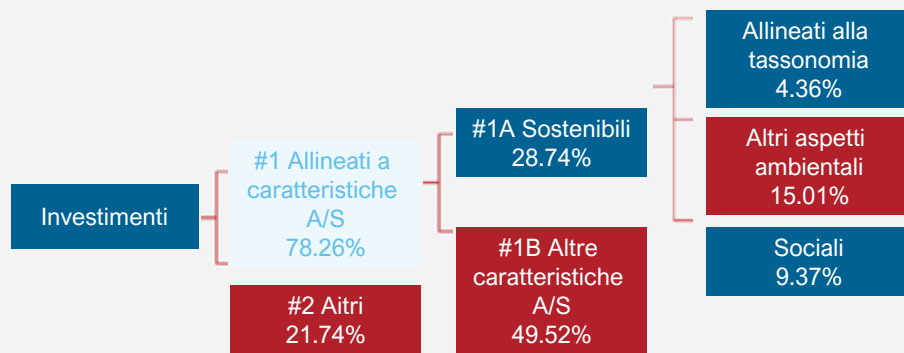 Investimenti
#1 Allineati a
caratteristiche
A/S
78.26%
#2 Aitri
21.74%
#1A Sostenibili
28.74%
#1B Altre
caratteristiche
A/S
49.52%
Allineati alla
tassonomia
4.36%
Altri aspetti
ambientali
15.01%
Sociali
9.37%